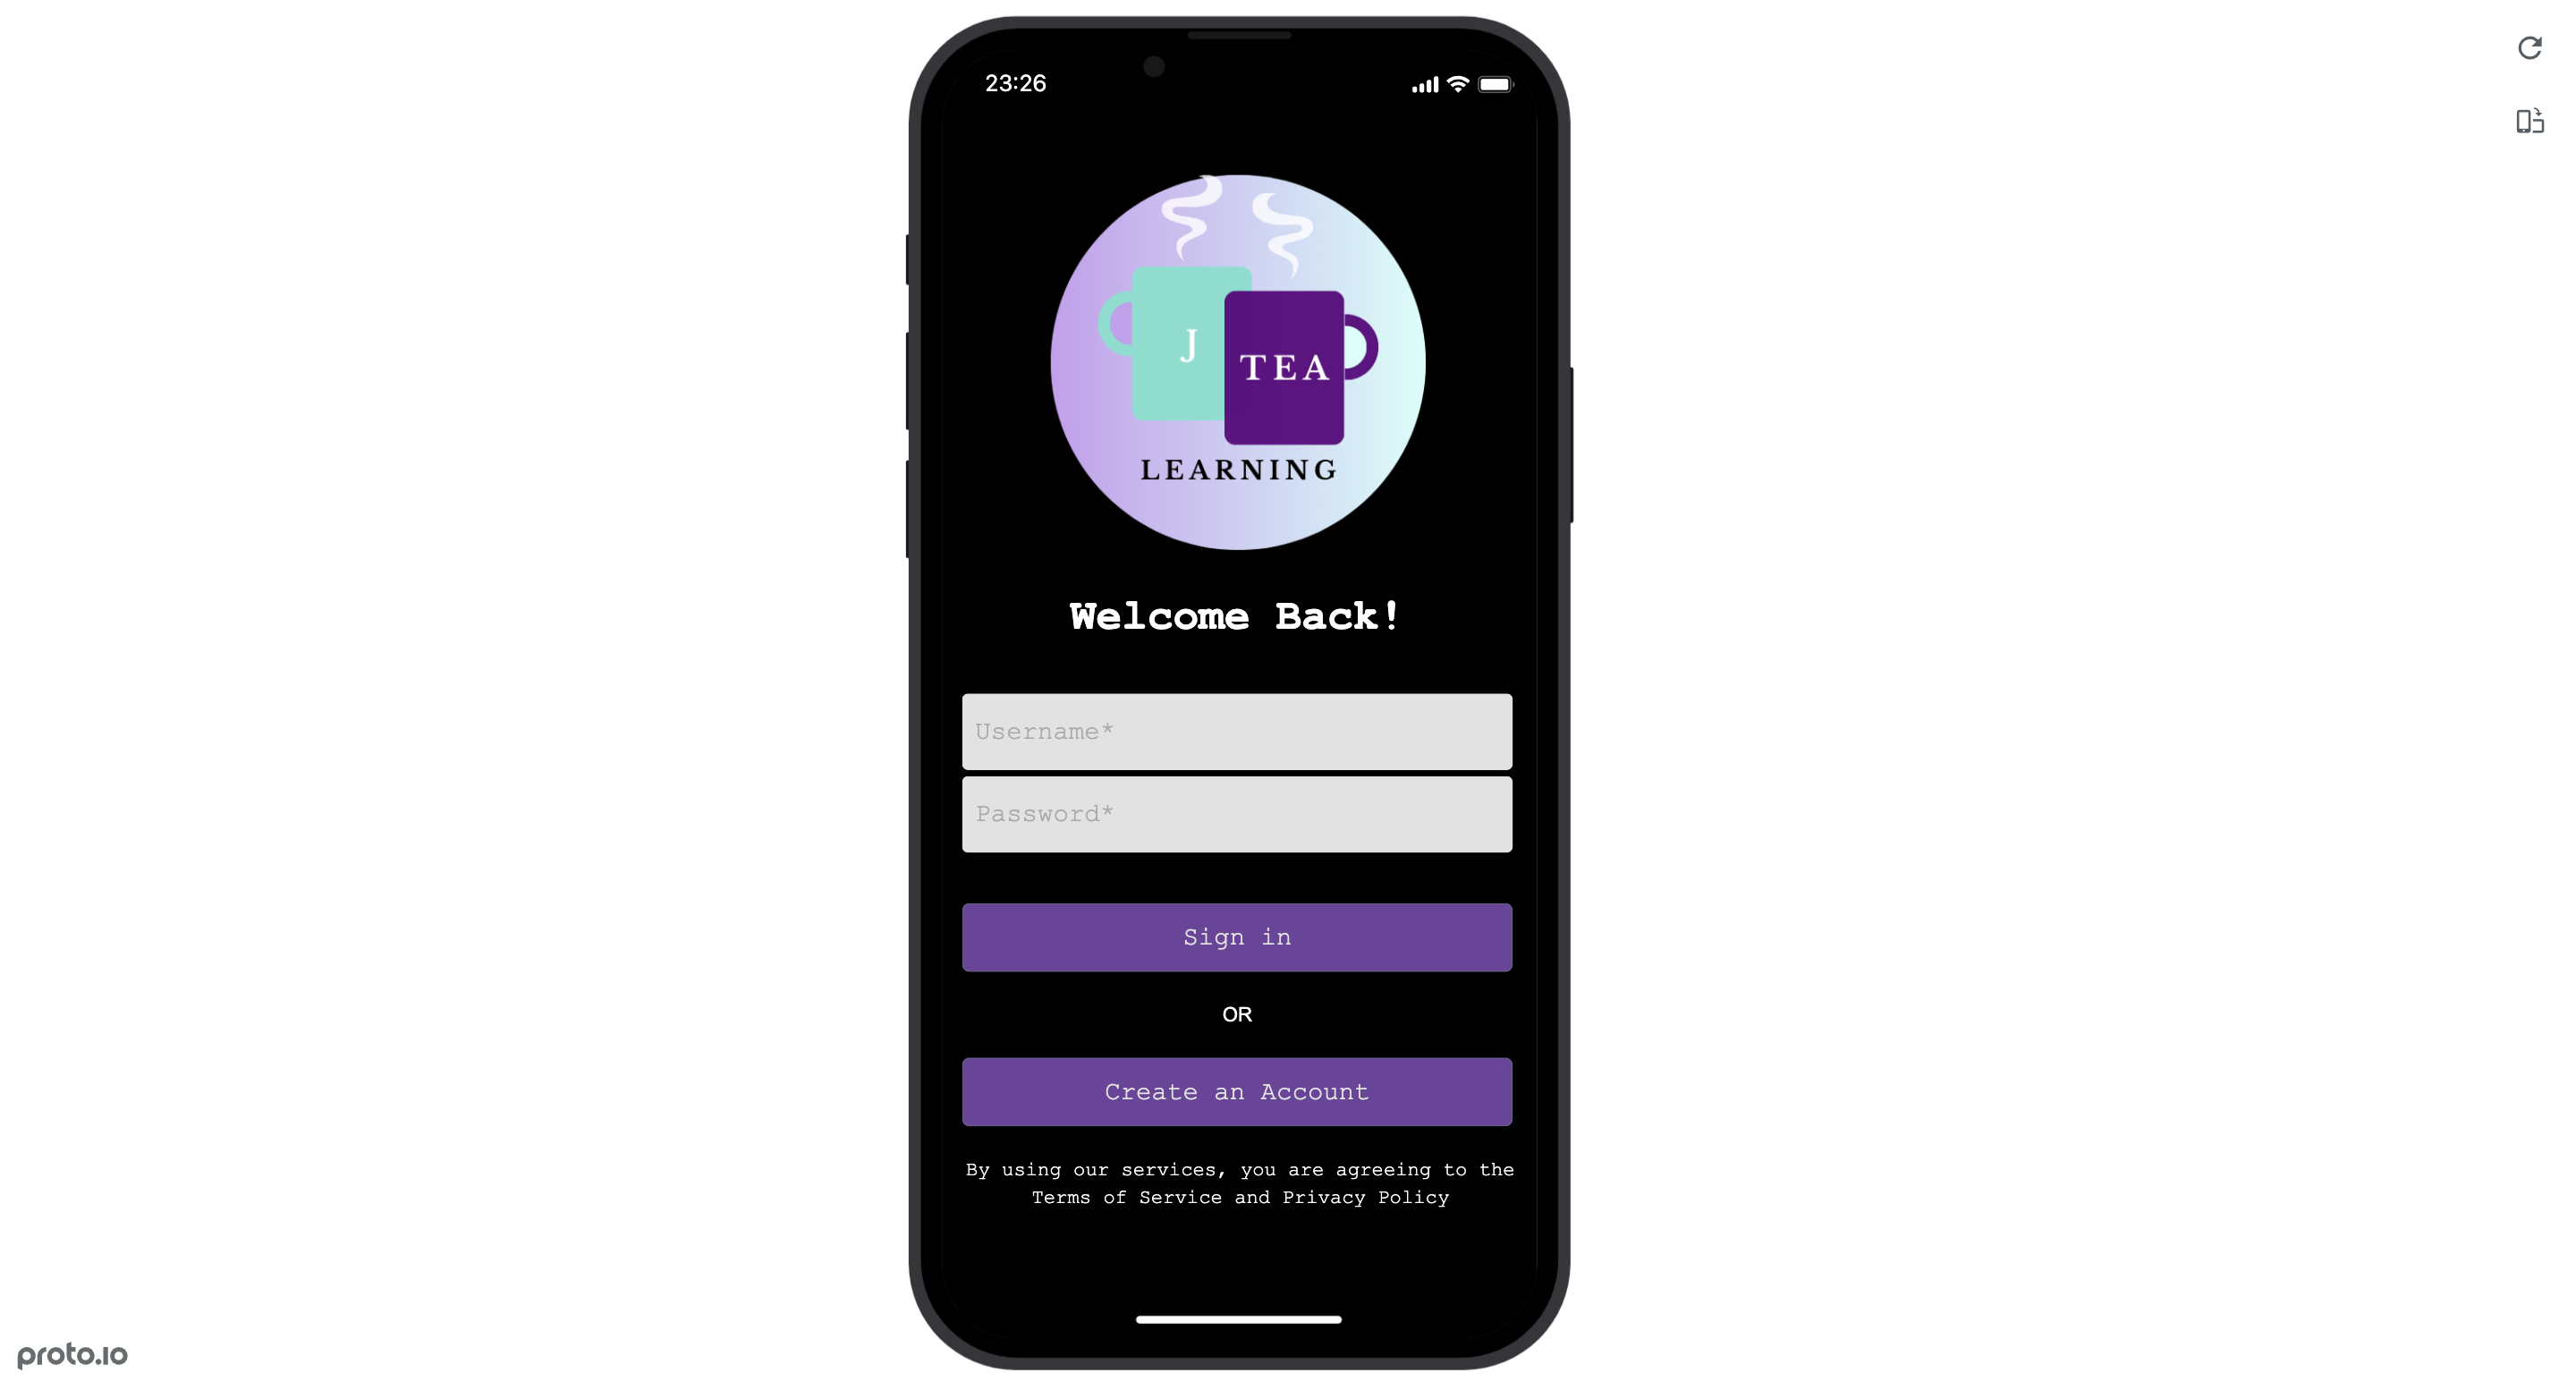 23:26
J
TEA
LEARNING
Welcome Back!
Username*
Password*
Sign in
OR
Create an Account
By using our services, you are agreeing to the
Terms of Service and Privacy Policy
proto.io